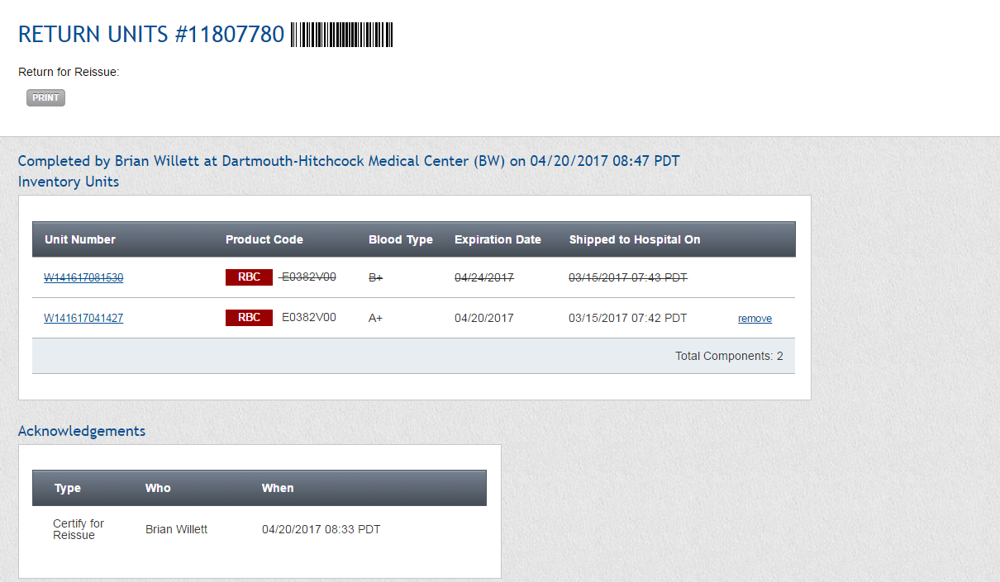 RETURN UNITS #11807780
Return for Reissue:
PRINT
Completed by Brian Willett at Dartmouth-Hitchcock Medical Center (BW) on 04/20/2017 08:47 PDT
Inventory Units
Unit Number Product Code Blood Type Expiration Date Shipped to Hospital On
W141617081530 RBC E0382V00 B+ 04/24/2017 03/15/2017 07:43 PDT
W141617041427 RBC E0382V00 A+ 04/20/2017 03/15/2017 07:42 PDT remove
Total Components: 2
Acknowledgements
Type Who When
Certify for
Reissue Brian Willett 04/20/2017 08:33 PDT